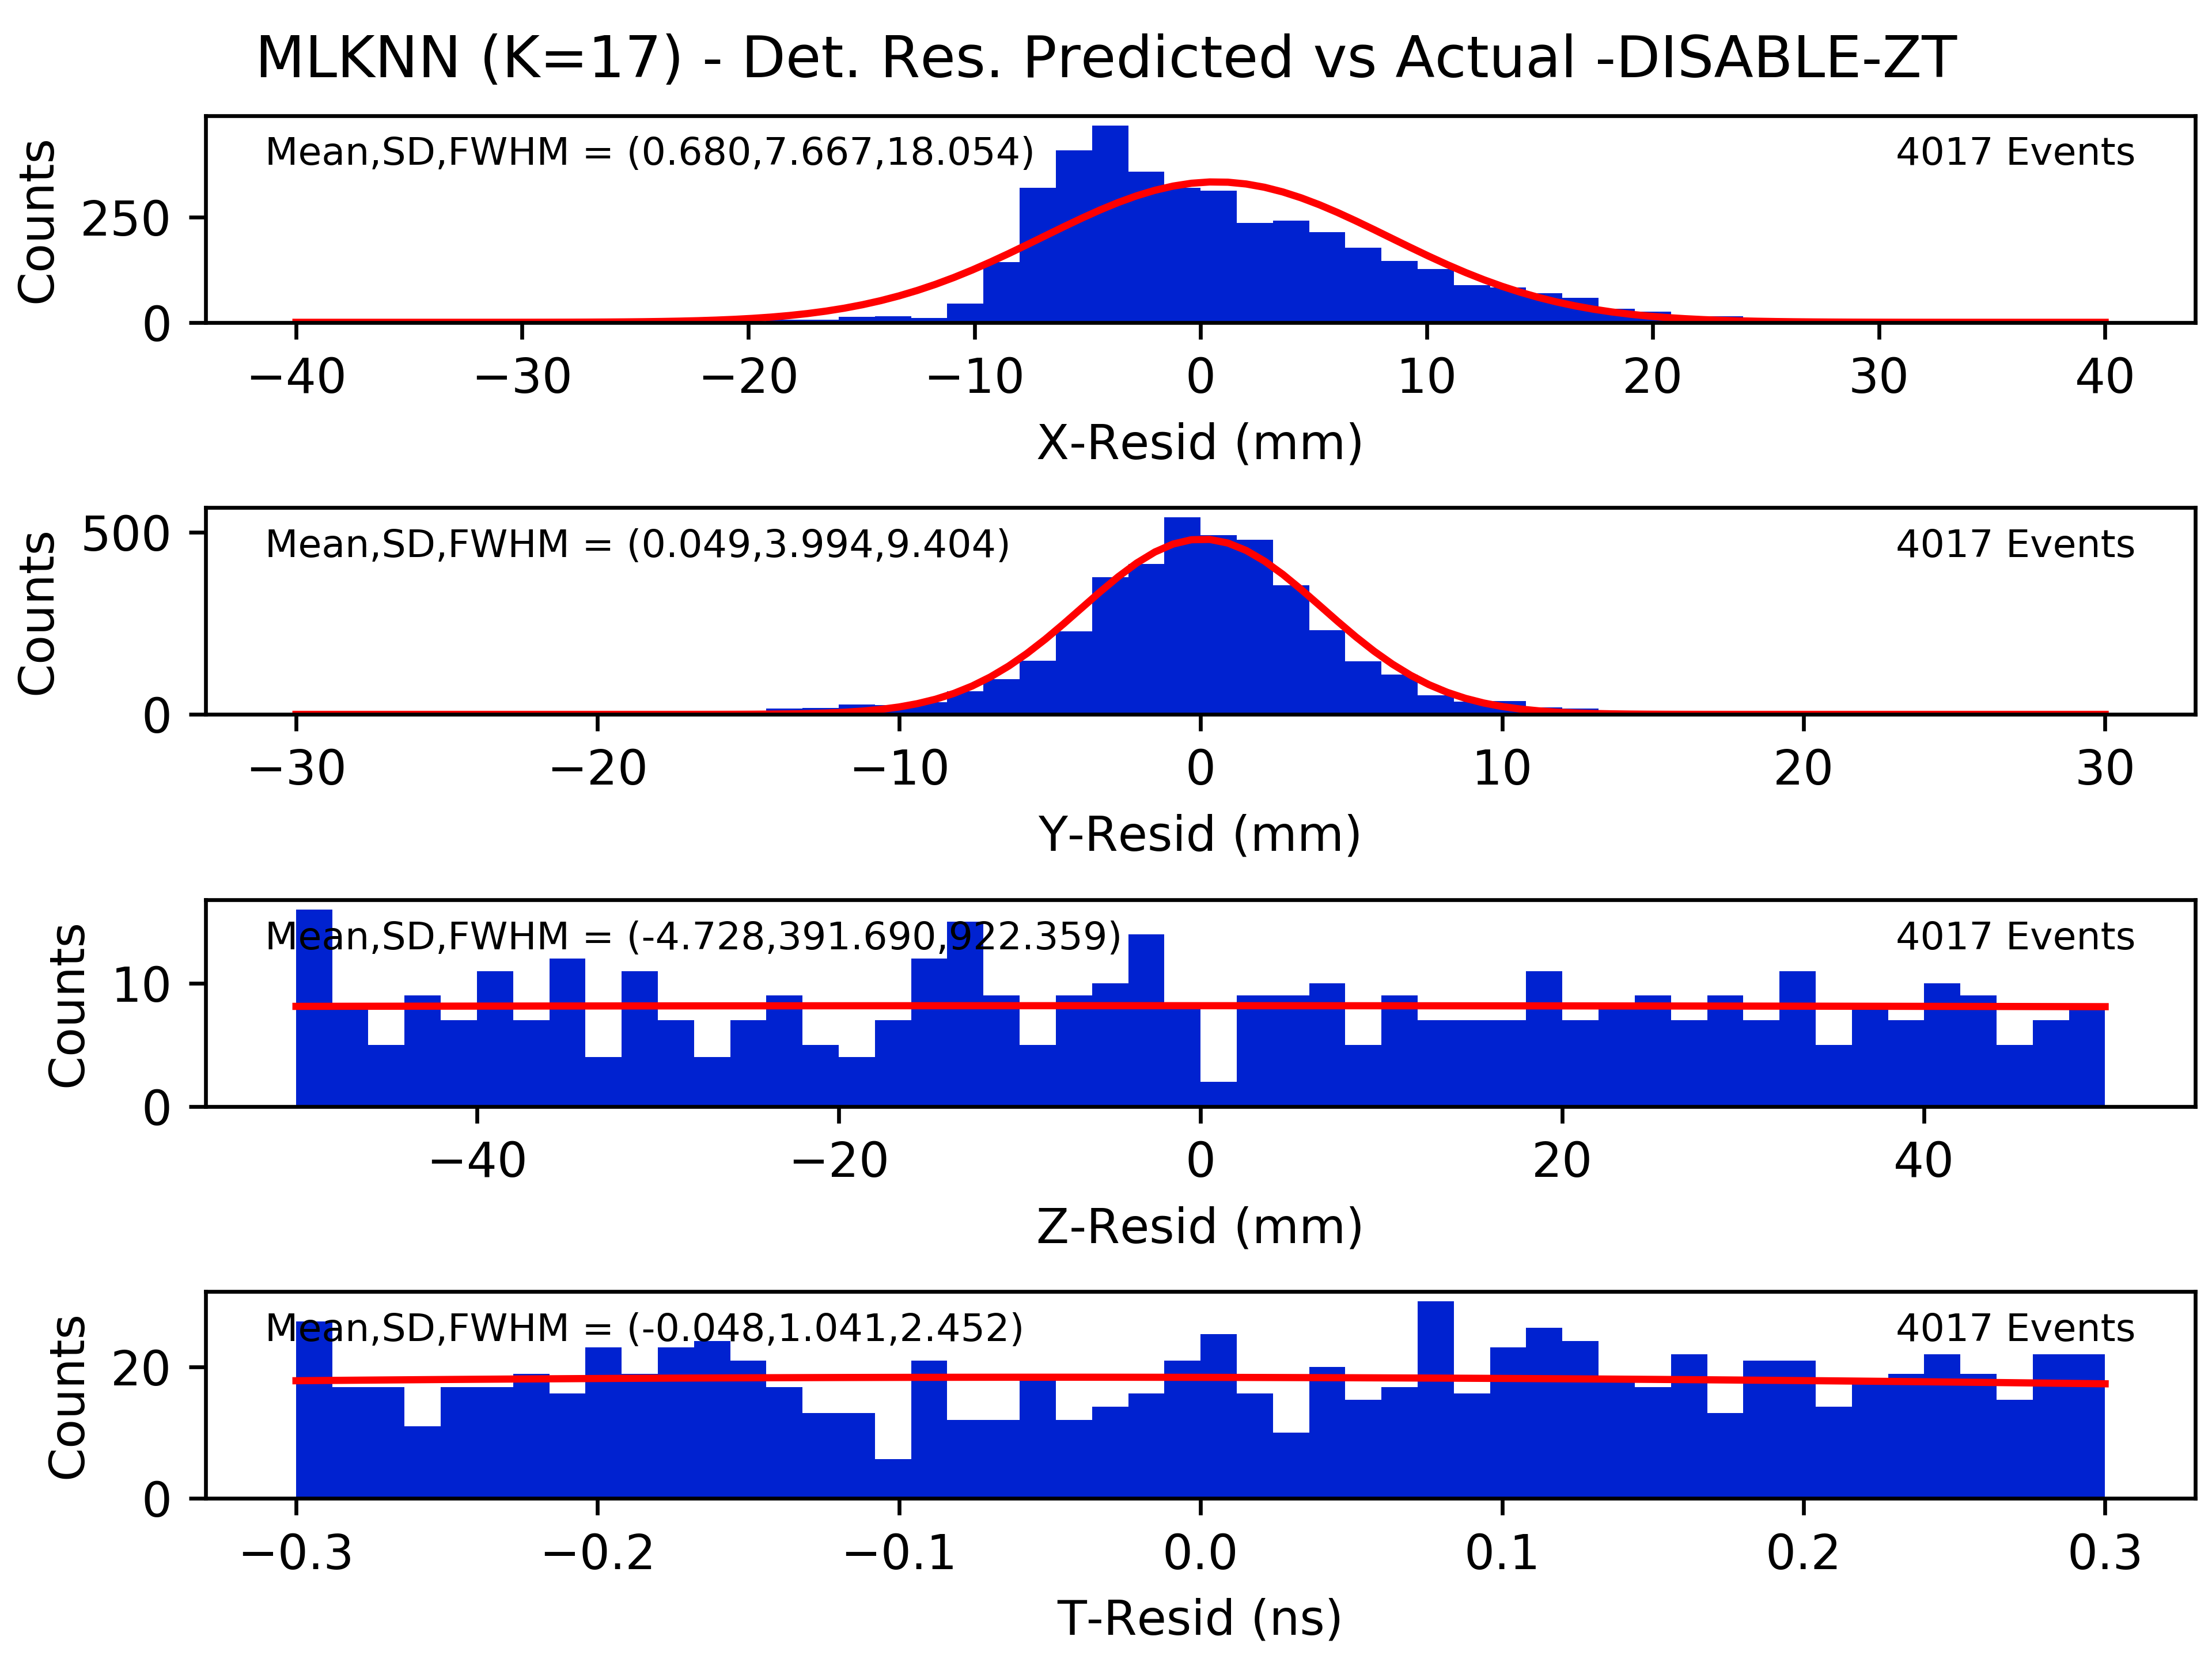 MLKNN (K=17) - Det. Res. Predicted vs Actual -DISABLE-ZT
Mean,SD,FWHM = (0.680,7.667,18.054)
4017 Events
Counts
250
0
−40 −30 −20 −10 0 10 20 30 40
X-Resid (mm)
Mean,SD,FWHM = (0.049,3.994,9.404)
4017 Events
Counts
500
0
−30 −20 −10 0 10 20 30
Y-Resid (mm)
Mean,SD,FWHM = (-4.728,391.690,922.359)
4017 Events
Counts
10
0
−40 −20 0 20 40
Z-Resid (mm)
Mean,SD,FWHM = (-0.048,1.041,2.452)
4017 Events
Counts
20
0
−0.3 −0.2 −0.1 0.0 0.1 0.2 0.3
T-Resid (ns)